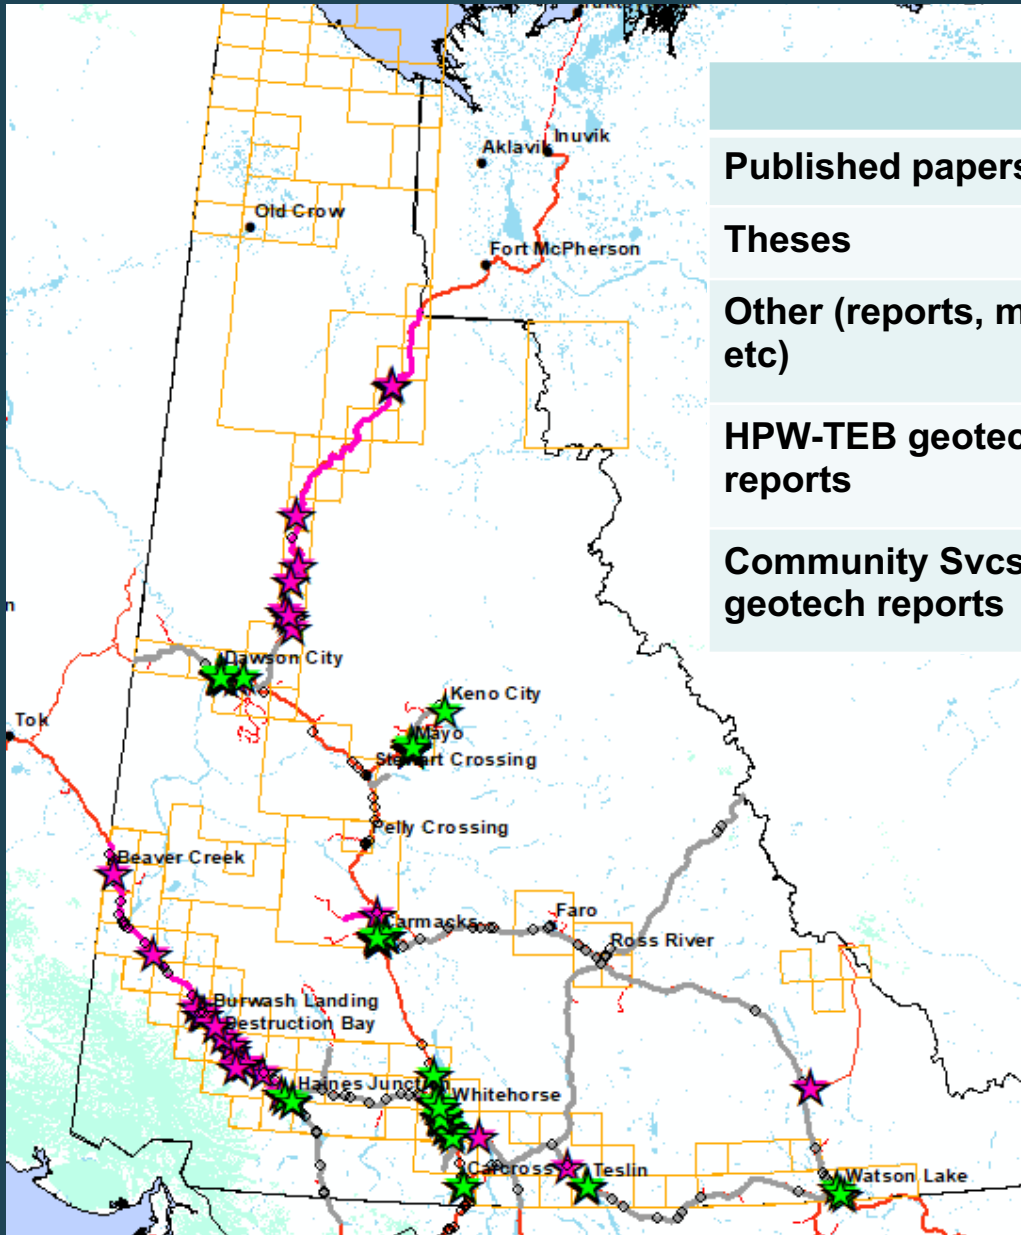 Aklavik
Inuvik
Old Crow
Fort McPherson
Published papers
Theses
Other (reports, m
etc)
HPW-TEB geotec
reports
Community Svcs
geotech reports
n
Dawson City
Keno City
Tok
Mayo
Stewart Crossing
Pelly Crossing
Beaver Creek
Carmacks
Faro
Ross River
Burwash Landing
Destruction Bay
Haines Junction
Whitehorse
Carcross
Teslin
Watson Lake